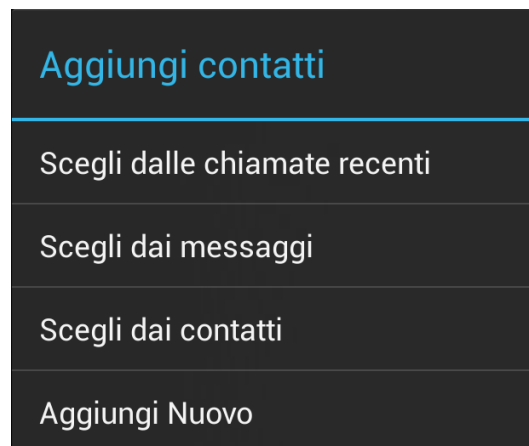 Aggiungi contatti
Scegli dalle chiamate recenti
Scegli dai messaggi
Scegli dai contatti
Aggiungi Nuovo